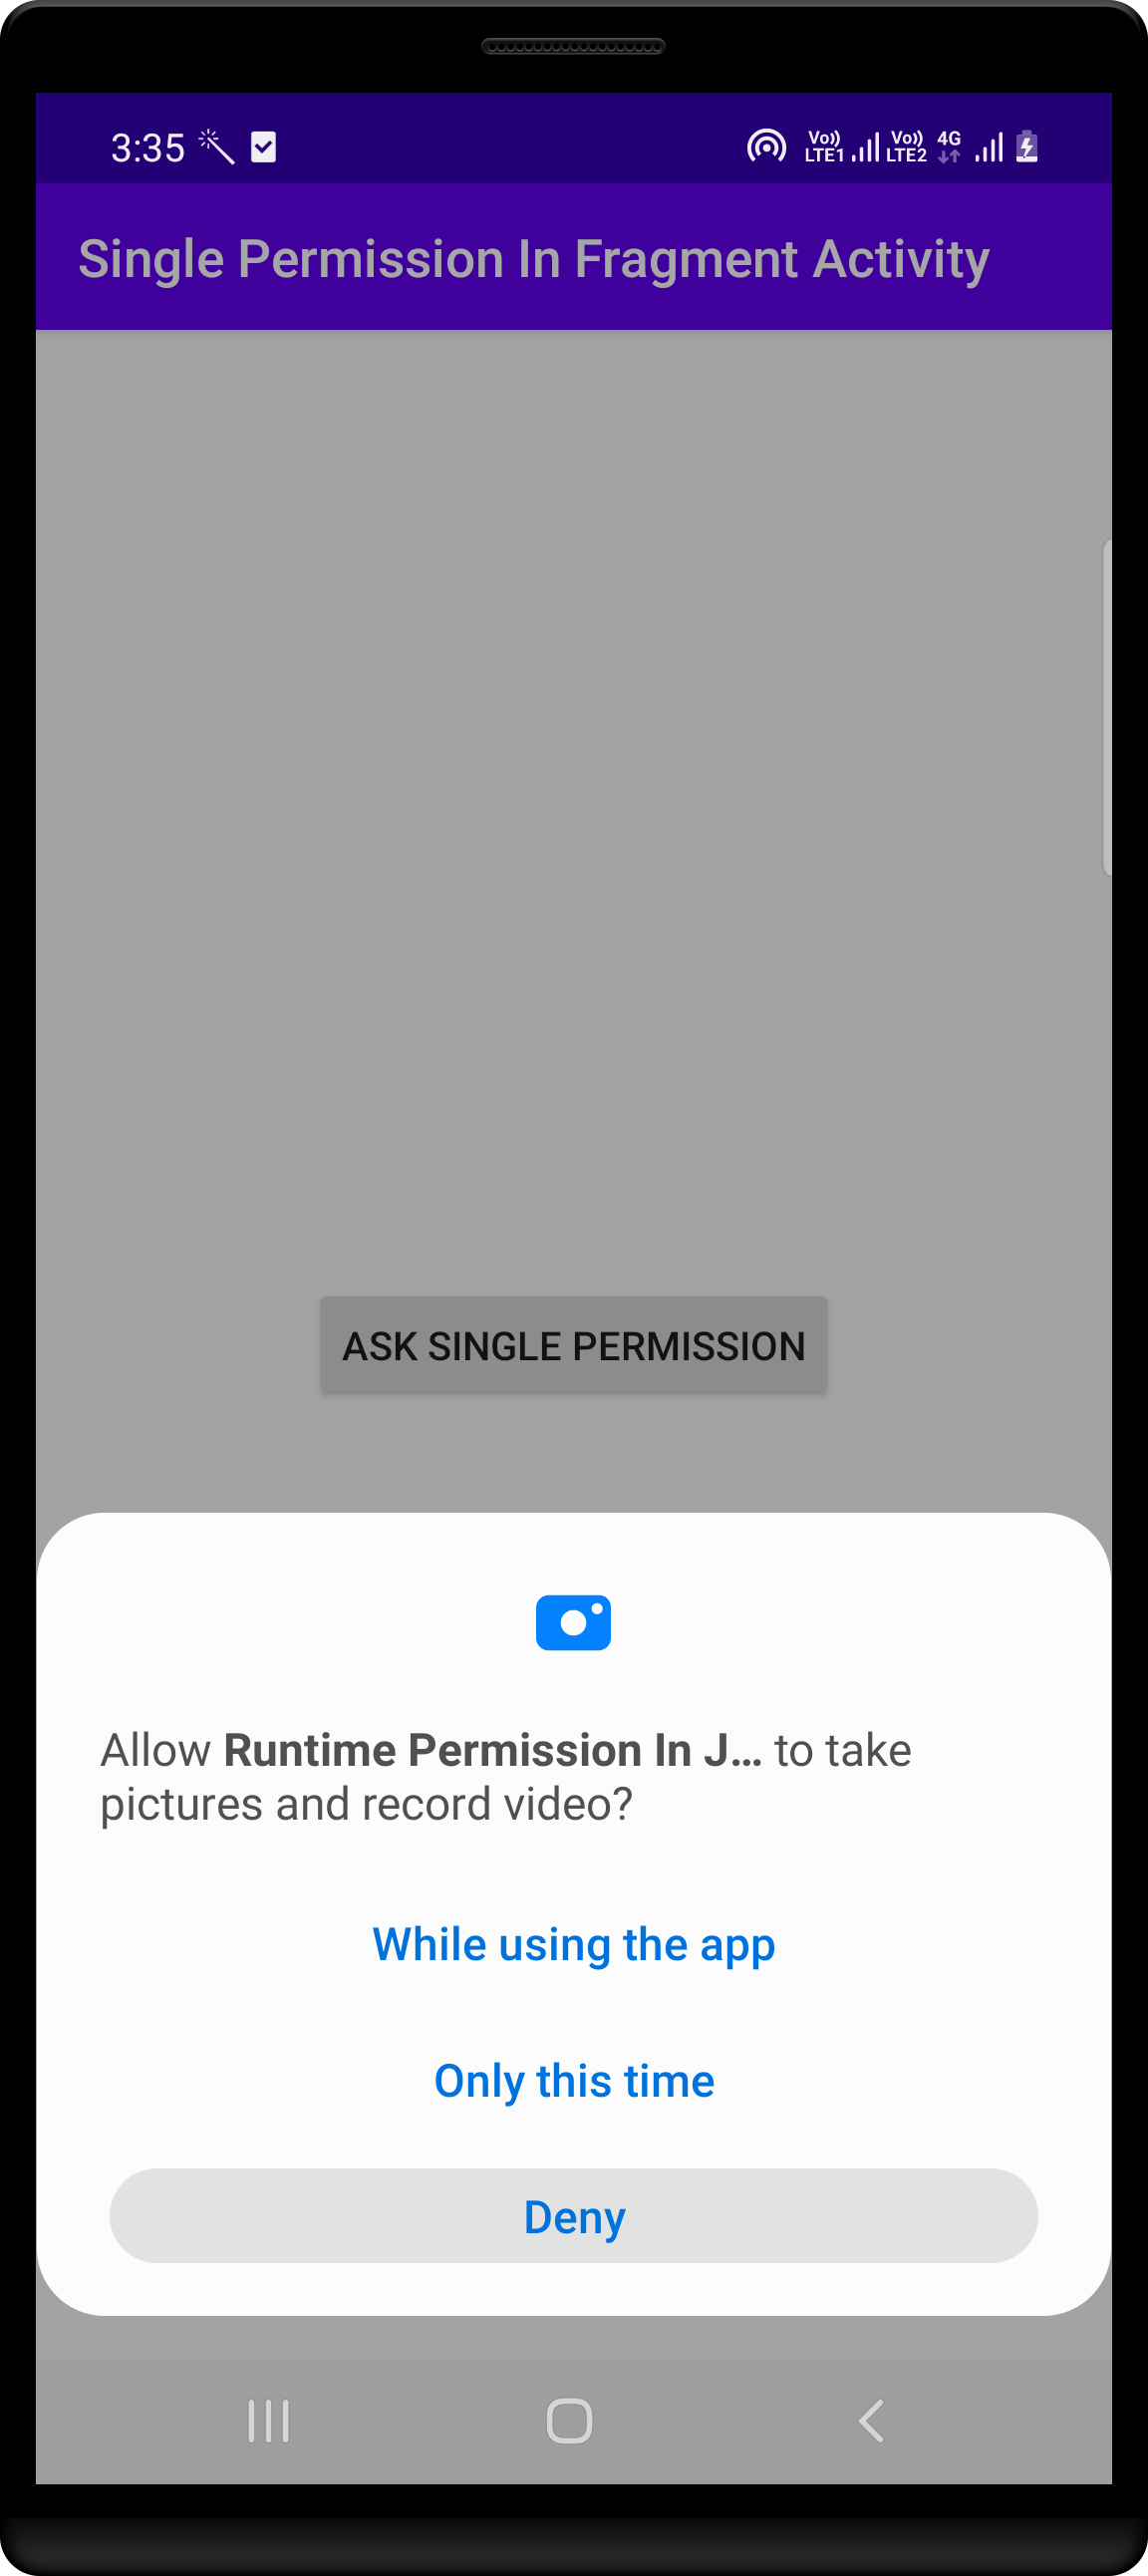 3:35 Vo)) LTE1 Vo)) LTE2 4G
Single Permission In Fragment Activity
ASK SINGLE PERMISSION
Allow Runtime Permission In J... to take
pictures and record video?
While using the app
Only this time
Deny